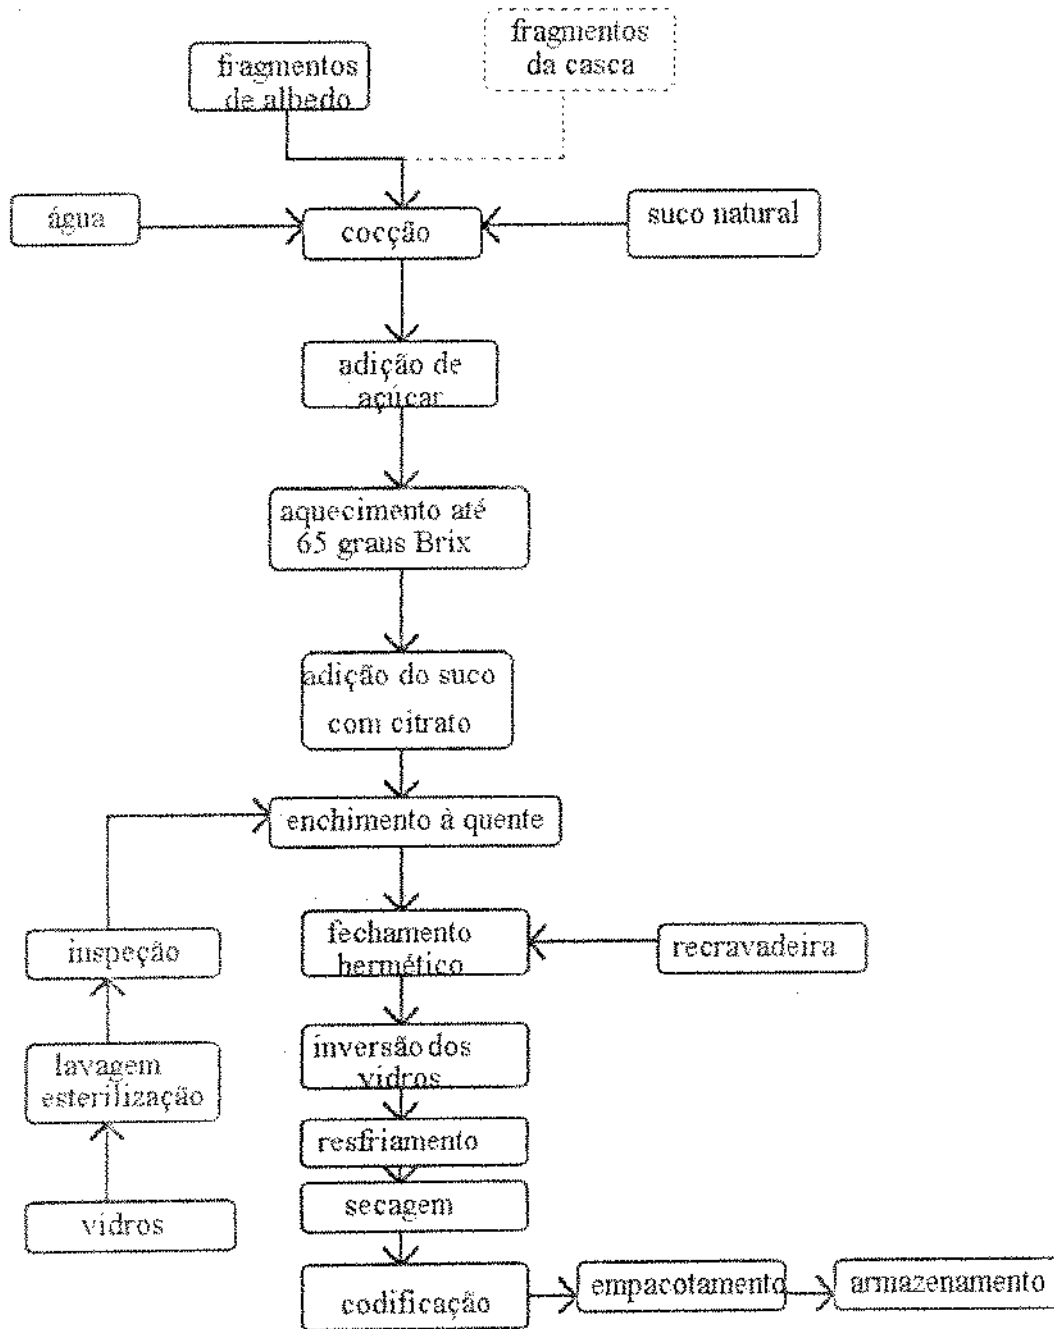 fragmentos
de albedo
fragmentos
da casca
água
cocção
suco natural
adição de
açúcar
aquecimento até
65 graus Brix
adição do suco
com citrato
enchimento à quente
fechamento
hermético
recravadeira
inspeção
inversão dos
vidros
lavagem
esterilização
resfriamento
secagem
vidros
codificação
empacotamento
armazenamento